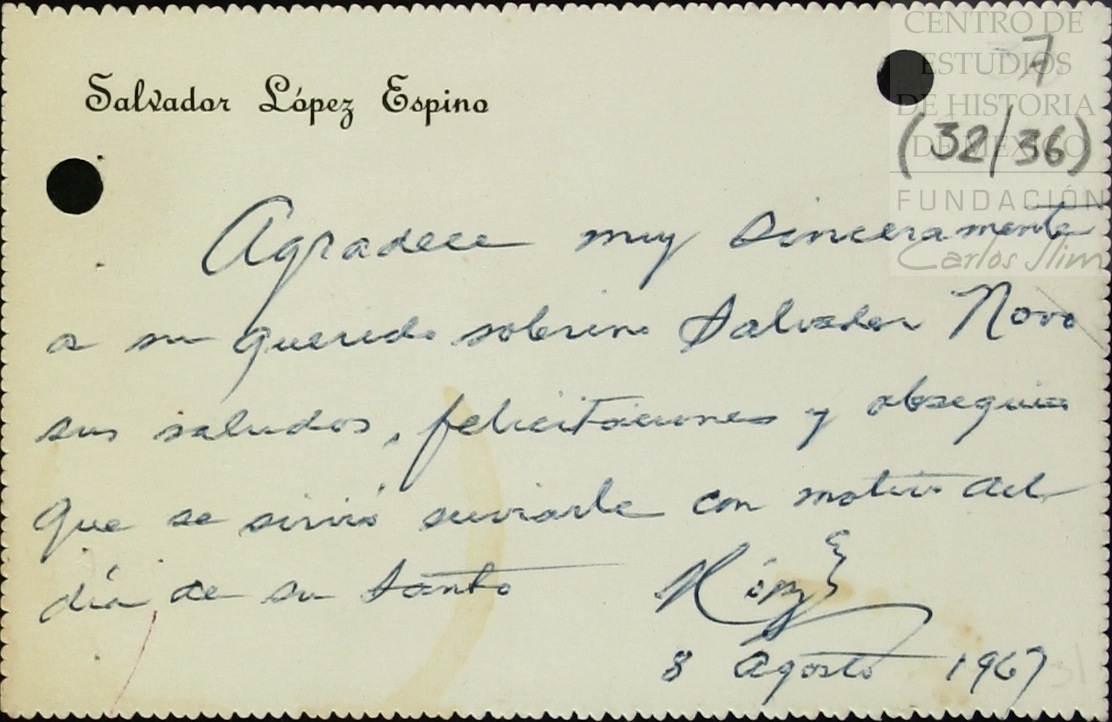 CENTRO DE
ESTUDIOS
DE HISTORIA
DE MÉXICO
FUNDACIÓN
Carlos Slim
7
(32/36)
Salvador López Espino
Agradece muy sinceramente
a su querido sobrino Salvador Novo
sus saludos, felicitaciones y obsequio
que se sirvió enviarle con motivo del
día de su Santo
8 Agosto 1967